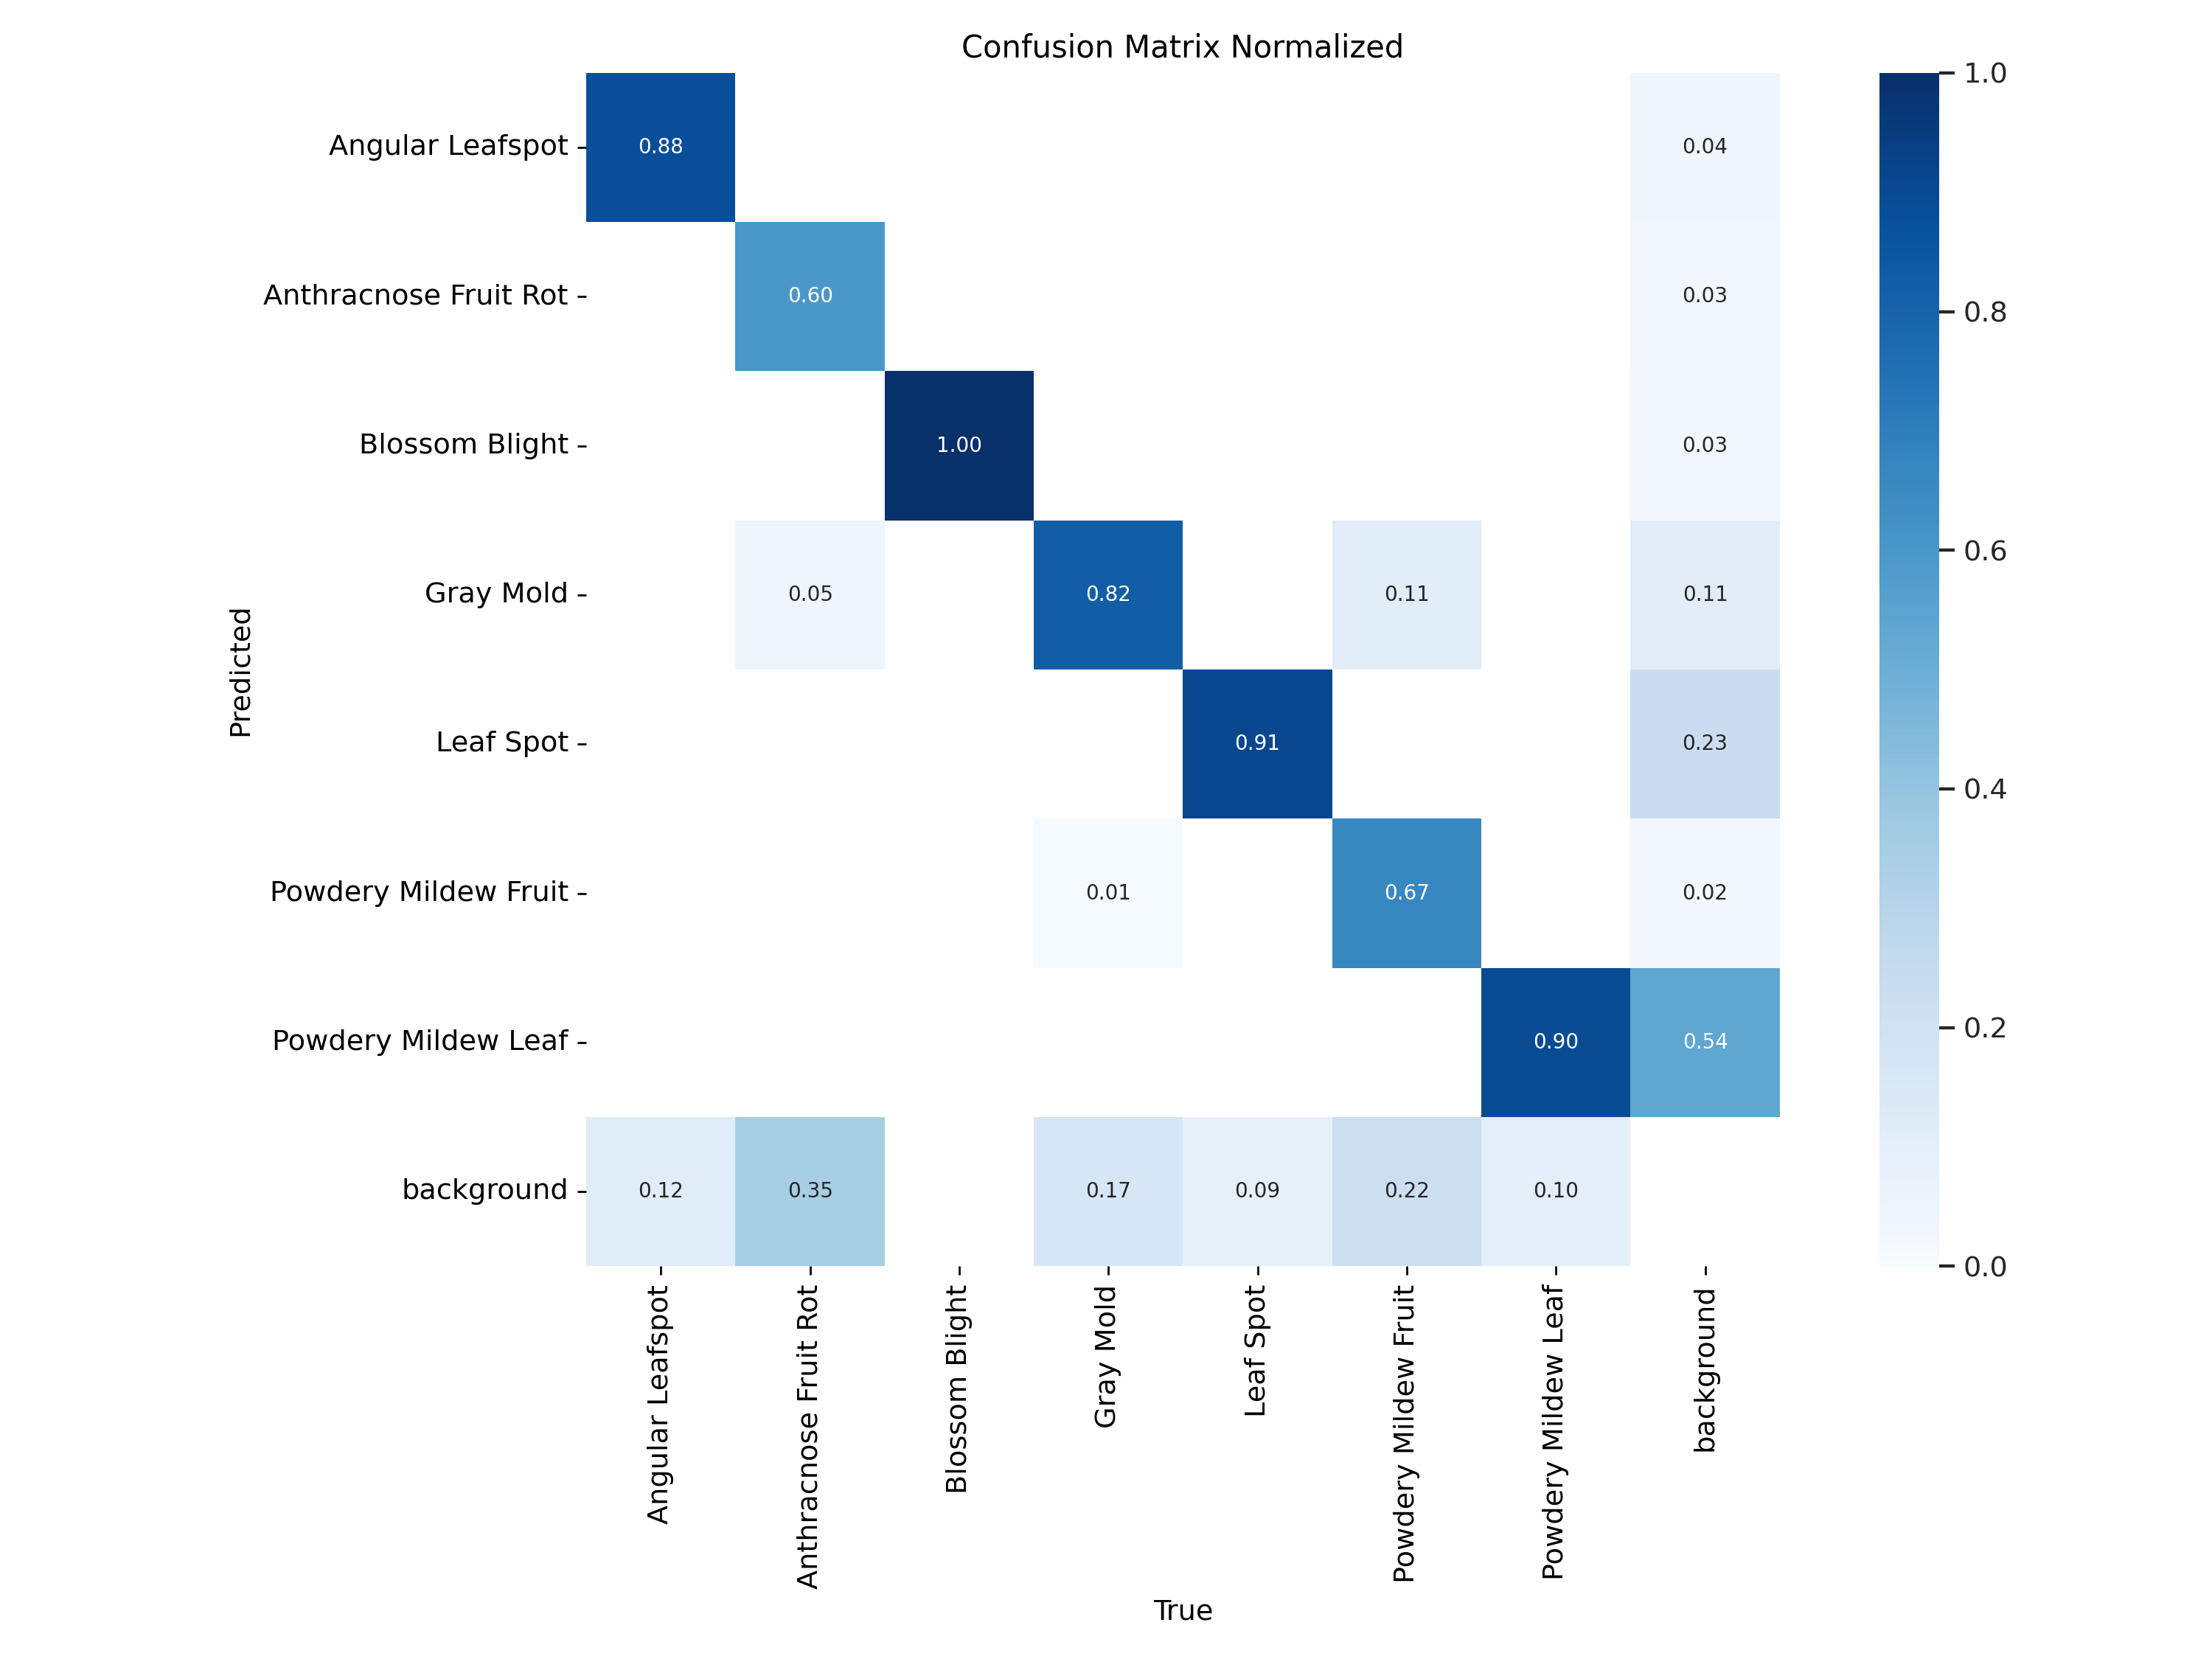 Confusion Matrix Normalized
Angular Leafspot
0.88
0.04
Anthracnose Fruit Rot
0.60
0.03
Blossom Blight
1.00
0.03
Gray Mold
0.05
0.82
0.11
0.11
Leaf Spot
0.91
0.23
Powdery Mildew Fruit
0.01
0.67
0.02
Powdery Mildew Leaf
0.90
0.54
background
0.12
0.35
0.17
0.09
0.22
0.10
Predicted
Angular Leafspot
Anthracnose Fruit Rot
Blossom Blight
Gray Mold
Leaf Spot
Powdery Mildew Fruit
Powdery Mildew Leaf
background
True
1.0
0.8
0.6
0.4
0.2
0.0